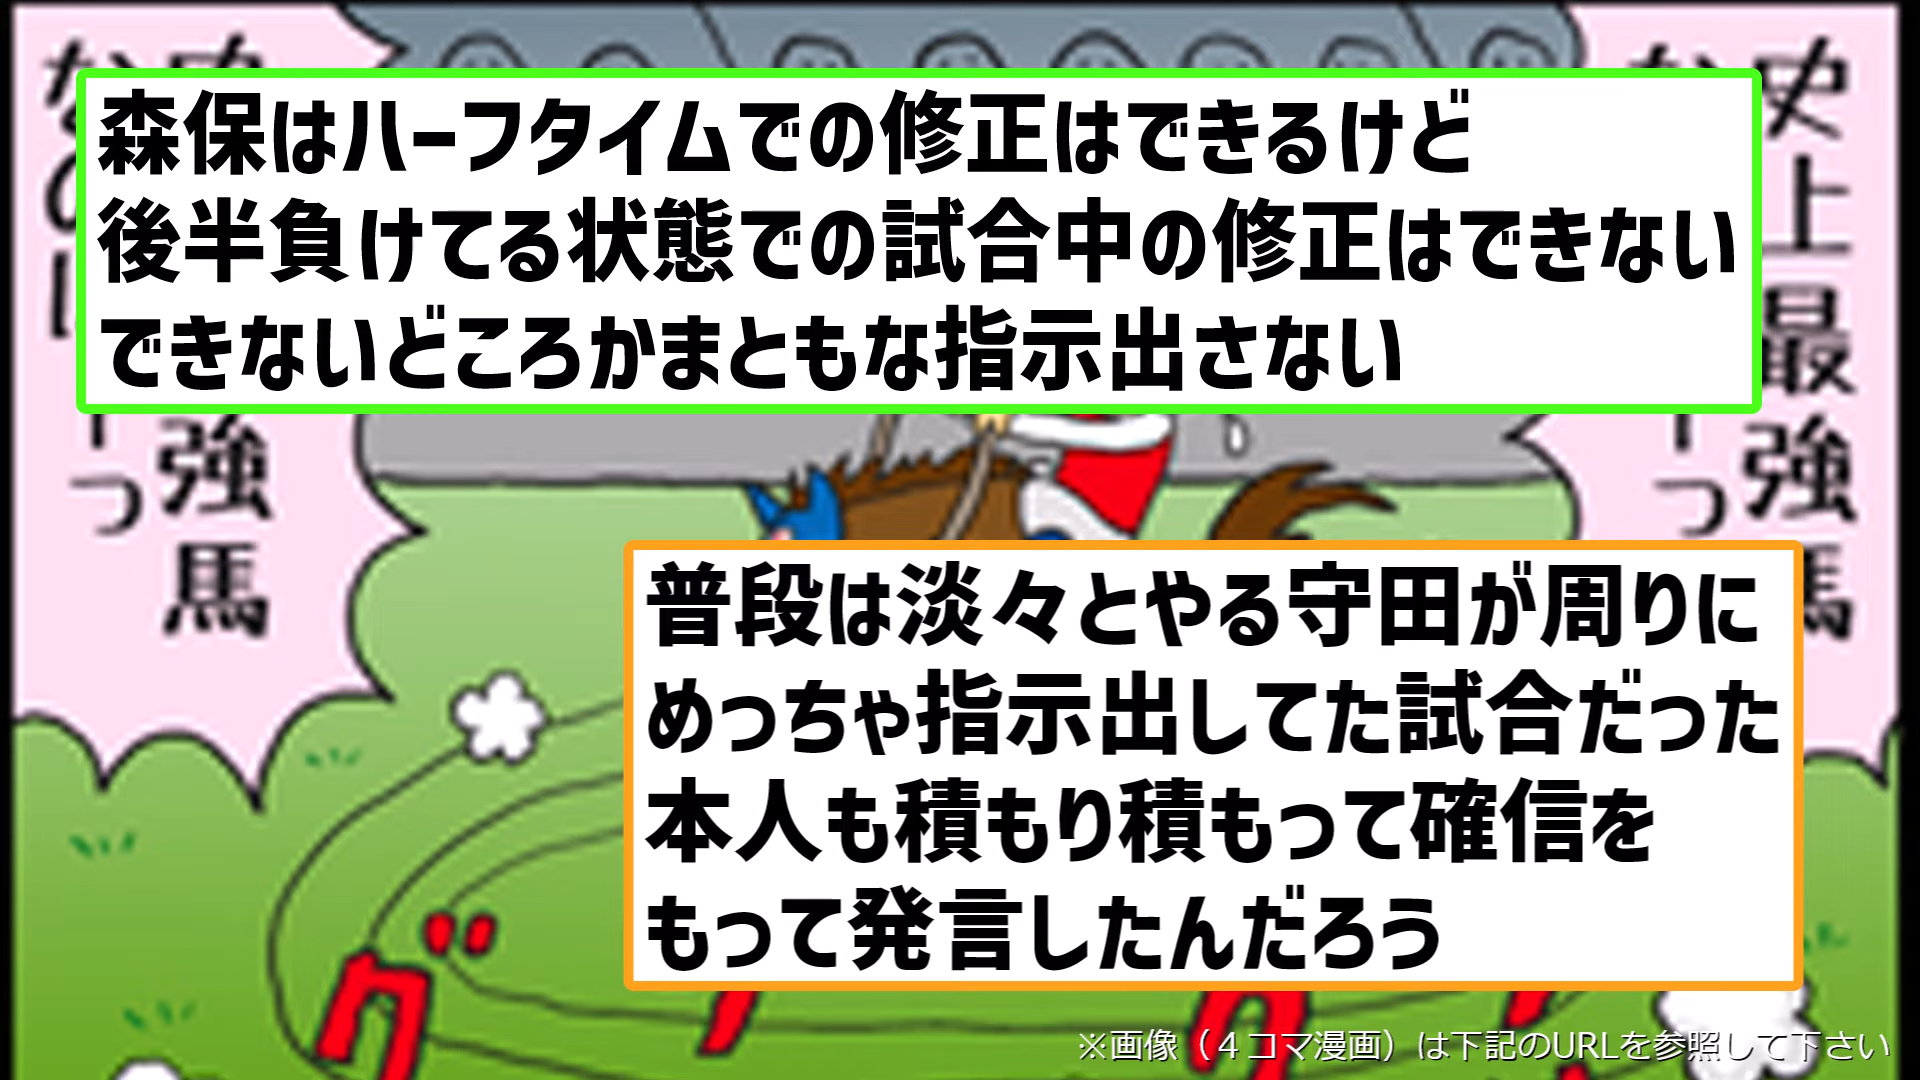 森保はハーフタイムでの修正はできるけど
後半負けてる状態での試合中の修正はできない
できないどころかまともな指示出さない
普段は淡々とやる守田が周りに
めっちゃ指示出してた試合だった
本人も積もり積もって確信を
もって発言したんだろう
史上最強馬
強馬
※画像（４コマ漫画）は下記のURLを参照して下さい